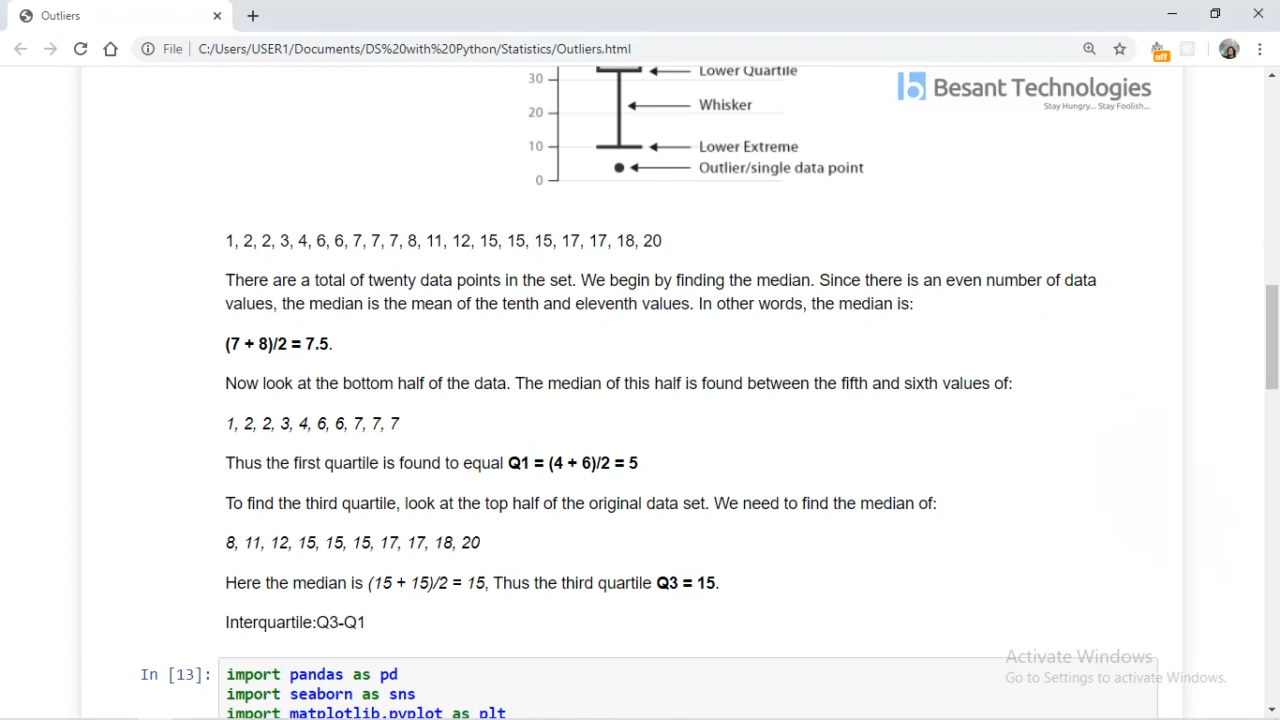 Outliers
File
C:/Users/USER1/Documents/DS%20with%20Python/Statistics/Outliers.html
off
30
Lower Quartile
Besant Technologies
Stay Hungry... Stay Foolish...
20
Whisker
10
Lower Extreme
Outlier/single data point
0
1, 2, 2, 3, 4, 6, 6, 7, 7, 7, 8, 11, 12, 15, 15, 15, 17, 17, 18, 20
There are a total of twenty data points in the set. We begin by finding the median. Since there is an even number of data
values, the median is the mean of the tenth and eleventh values. In other words, the median is:
(7 + 8)/2 = 7.5.
Now look at the bottom half of the data. The median of this half is found between the fifth and sixth values of:
1, 2, 2, 3, 4, 6, 6, 7, 7, 7
Thus the first quartile is found to equal Q1 = (4 + 6)/2 = 5
To find the third quartile, look at the top half of the original data set. We need to find the median of:
8, 11, 12, 15, 15, 15, 17, 17, 18, 20
Here the median is (15 + 15)/2 = 15, Thus the third quartile Q3 = 15.
Interquartile:Q3-Q1
In [13]:
import pandas as pd
import seaborn as sns
import matplotlib.pyplot as plt
Activate Windows
Go to Settings to activate Windows.